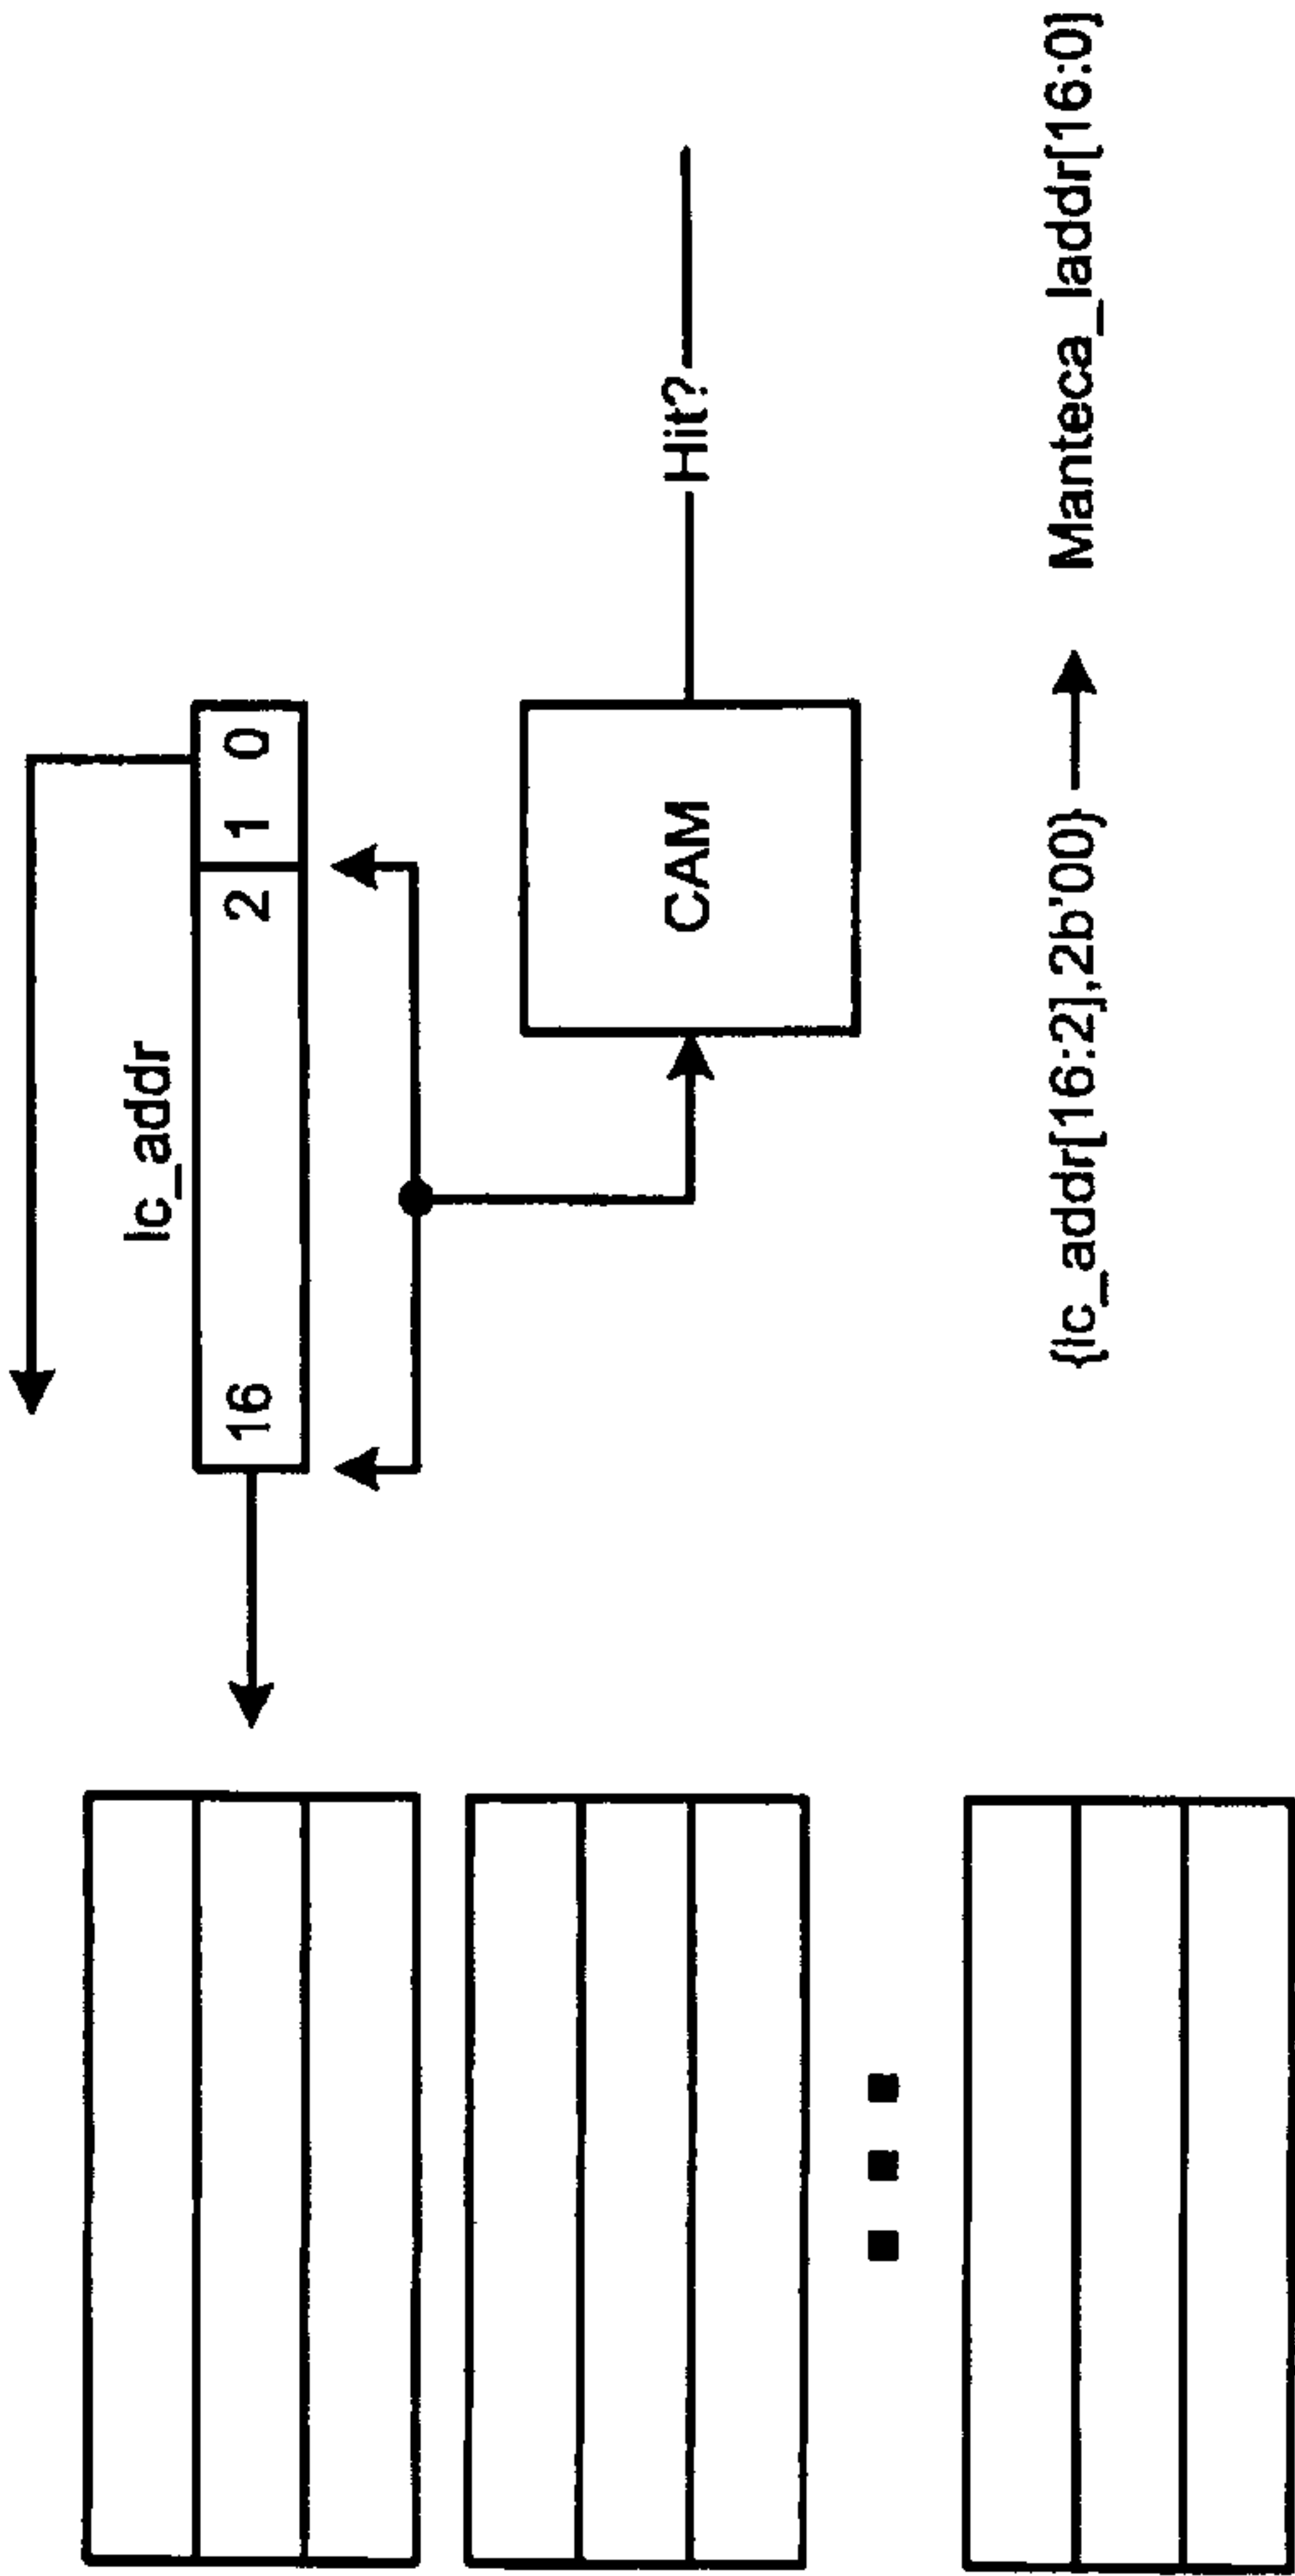 lc_addr
16 2 1 0
CAM
Hit?
{lc_addr[16:2],2b'00} → Manteca_laddr[16:0]